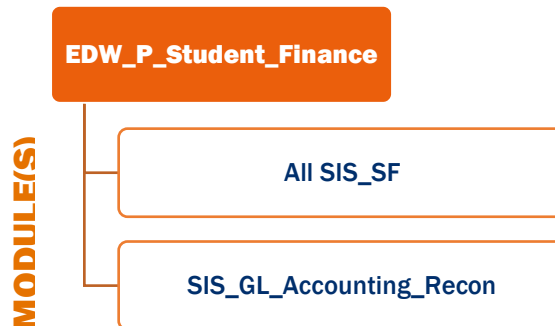 EDW_P_Student_Finance
MODULE(S)
All SIS_SF
SIS_GL_Accounting_Recon